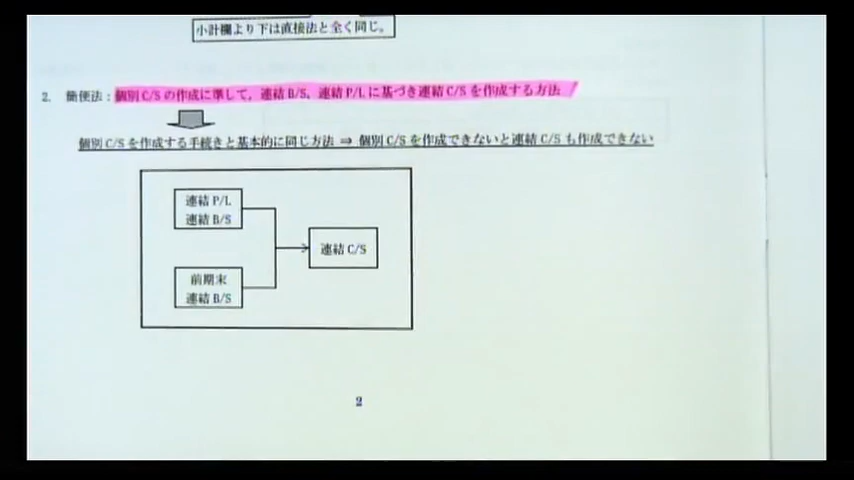 小計欄より下は直接法と全く同じ。
2. 簡便法：個別C/Sの作成に準じて，連結B/S、連結P/Lに基づき連結C/Sを作成する方法
個別C/Sを作成する手続きと基本的に同じ方法 ⇒ 個別C/Sを作成できないと連結C/Sも作成できない
連結 P/L
連結 B/S
連結 C/S
前期末
連結 B/S
2